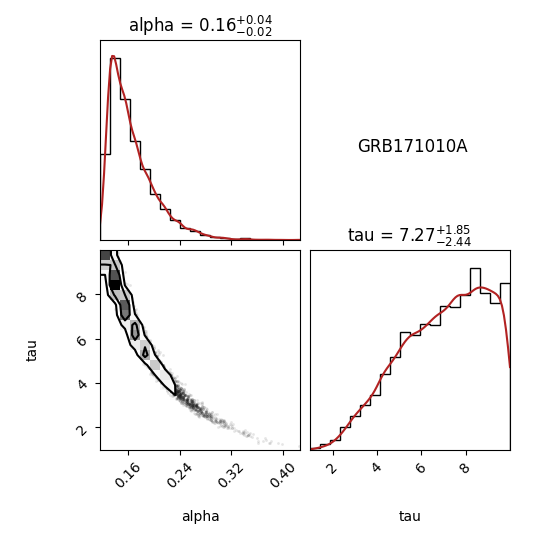 alpha = 0.16+0.04−0.02
GRB171010A
tau = 7.27+1.85−2.44
8
6
4
2
tau
0.16 0.24 0.32 0.40
2 4 6 8
alpha
tau